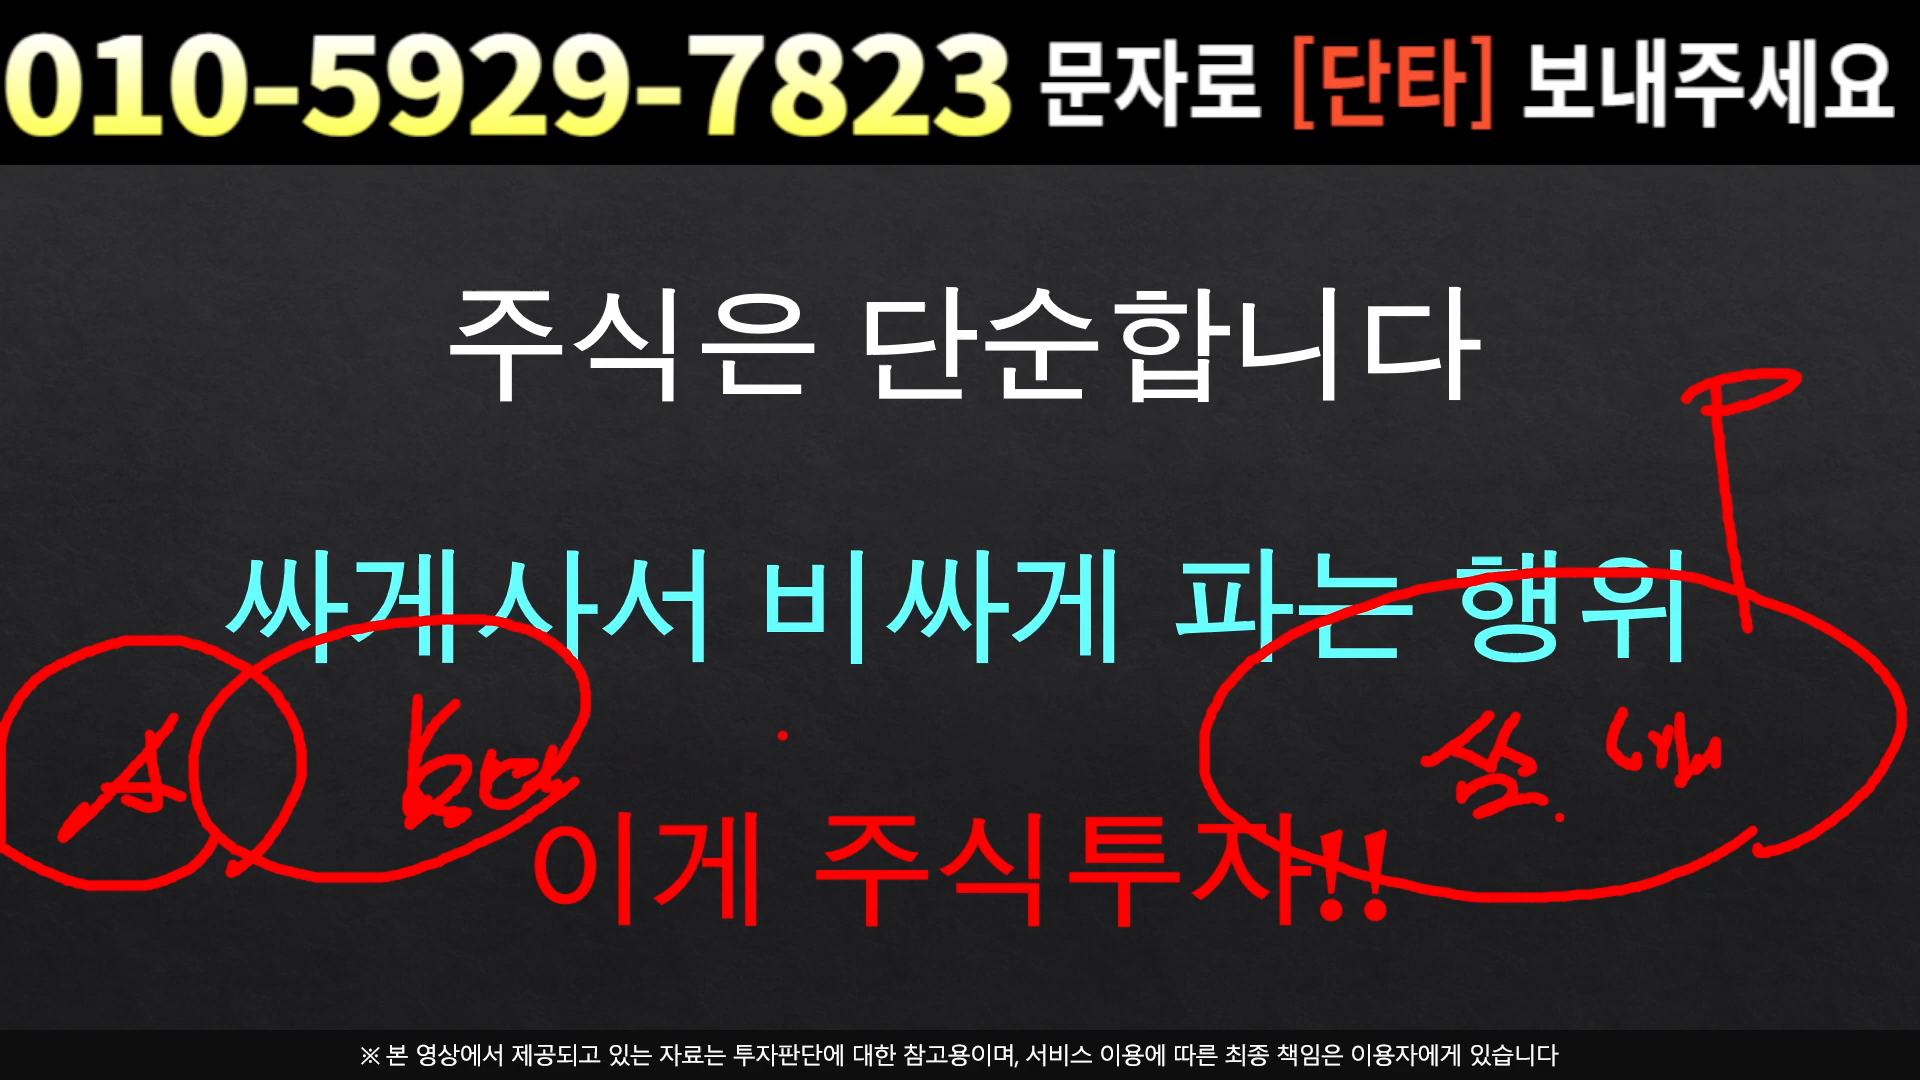 010-5929-7823 문자로 [단타] 보내주세요
주식은 단순합니다
싸게사서 비싸게 파는 행위
이게 주식투자!!
※ 본 영상에서 제공되고 있는 자료는 투자판단에 대한 참고용이며, 서비스 이용에 따른 최종 책임은 이용자에게 있습니다